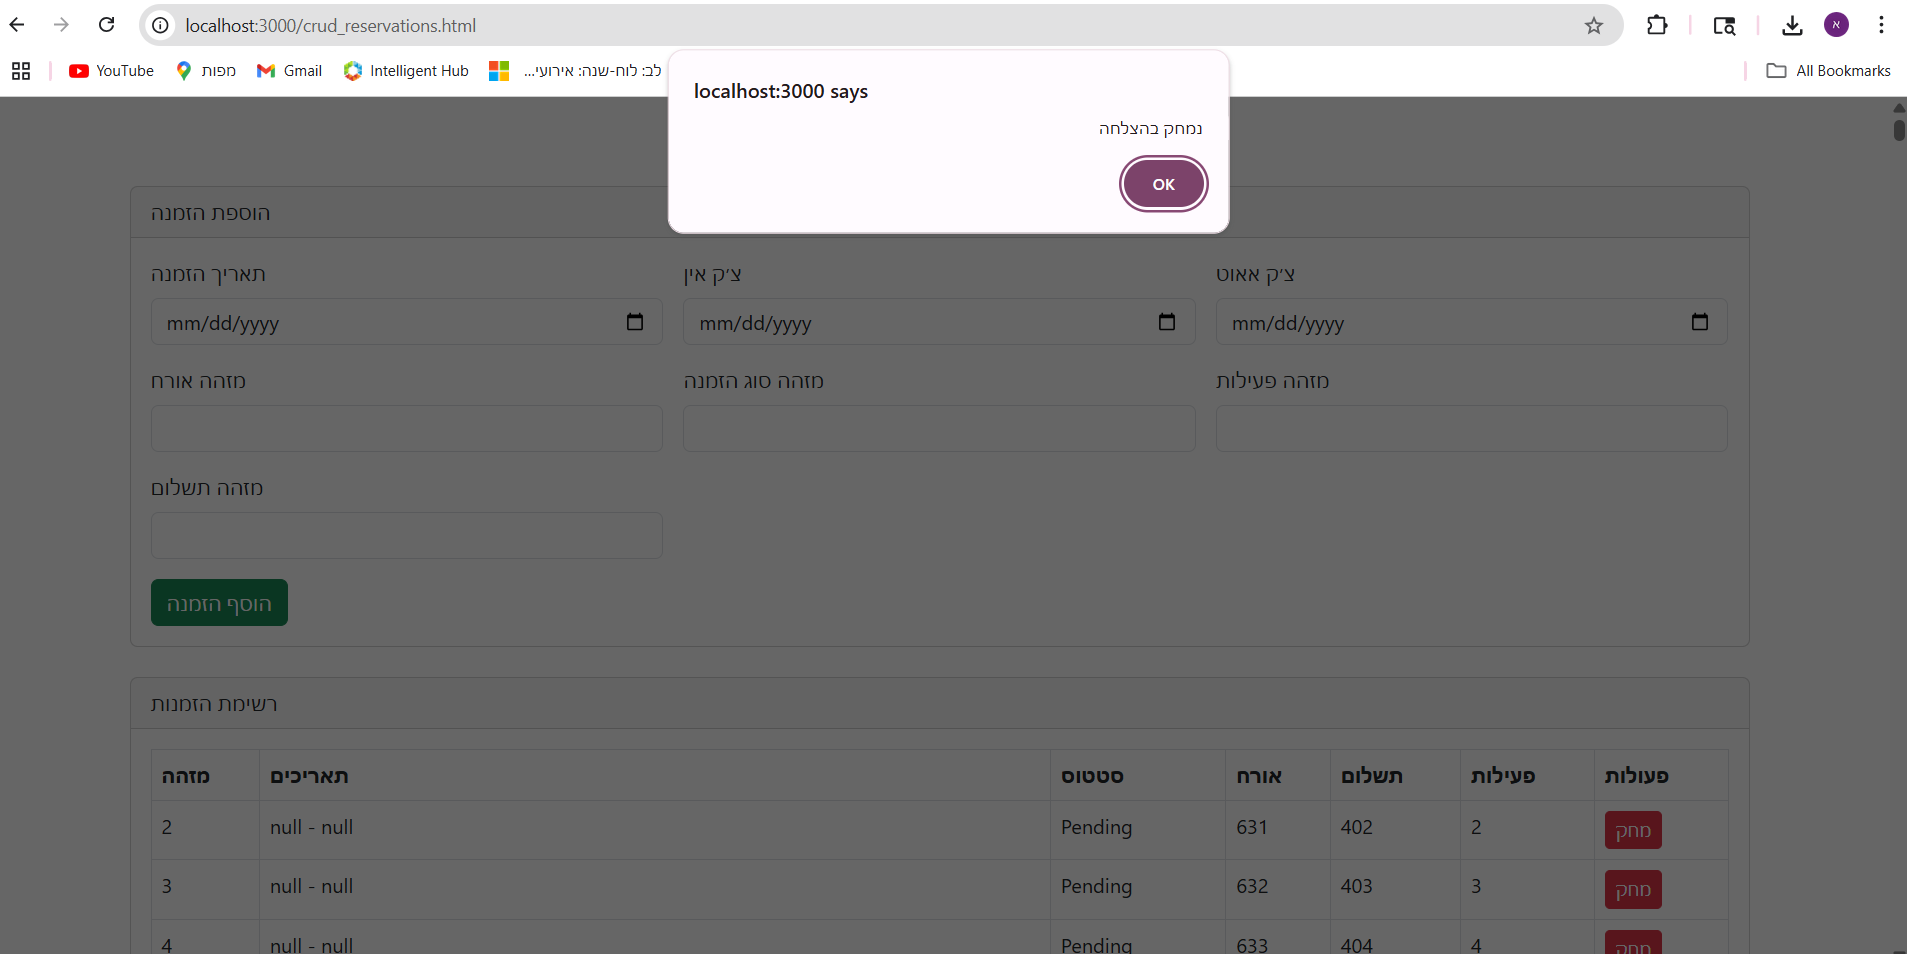 localhost:3000/crud_reservations.html
א
YouTube
מפות
Gmail
Intelligent Hub
לב: לוח-שנה: אירועי...
All Bookmarks
localhost:3000 says
נמחק בהצלחה
OK
הוספת הזמנה
תאריך הזמנה צ׳ק אין צ׳ק אאוט
mm/dd/yyyy mm/dd/yyyy mm/dd/yyyy
מזהה אורח מזהה סוג הזמנה מזהה פעילות
מזהה תשלום
הוסף הזמנה
רשימת הזמנות
מזהה תאריכים סטטוס אורח תשלום פעילות פעולות
2 null - null Pending 631 402 2 מחק
3 null - null Pending 632 403 3 מחק
4 null - null Pending 633 404 4 מחק